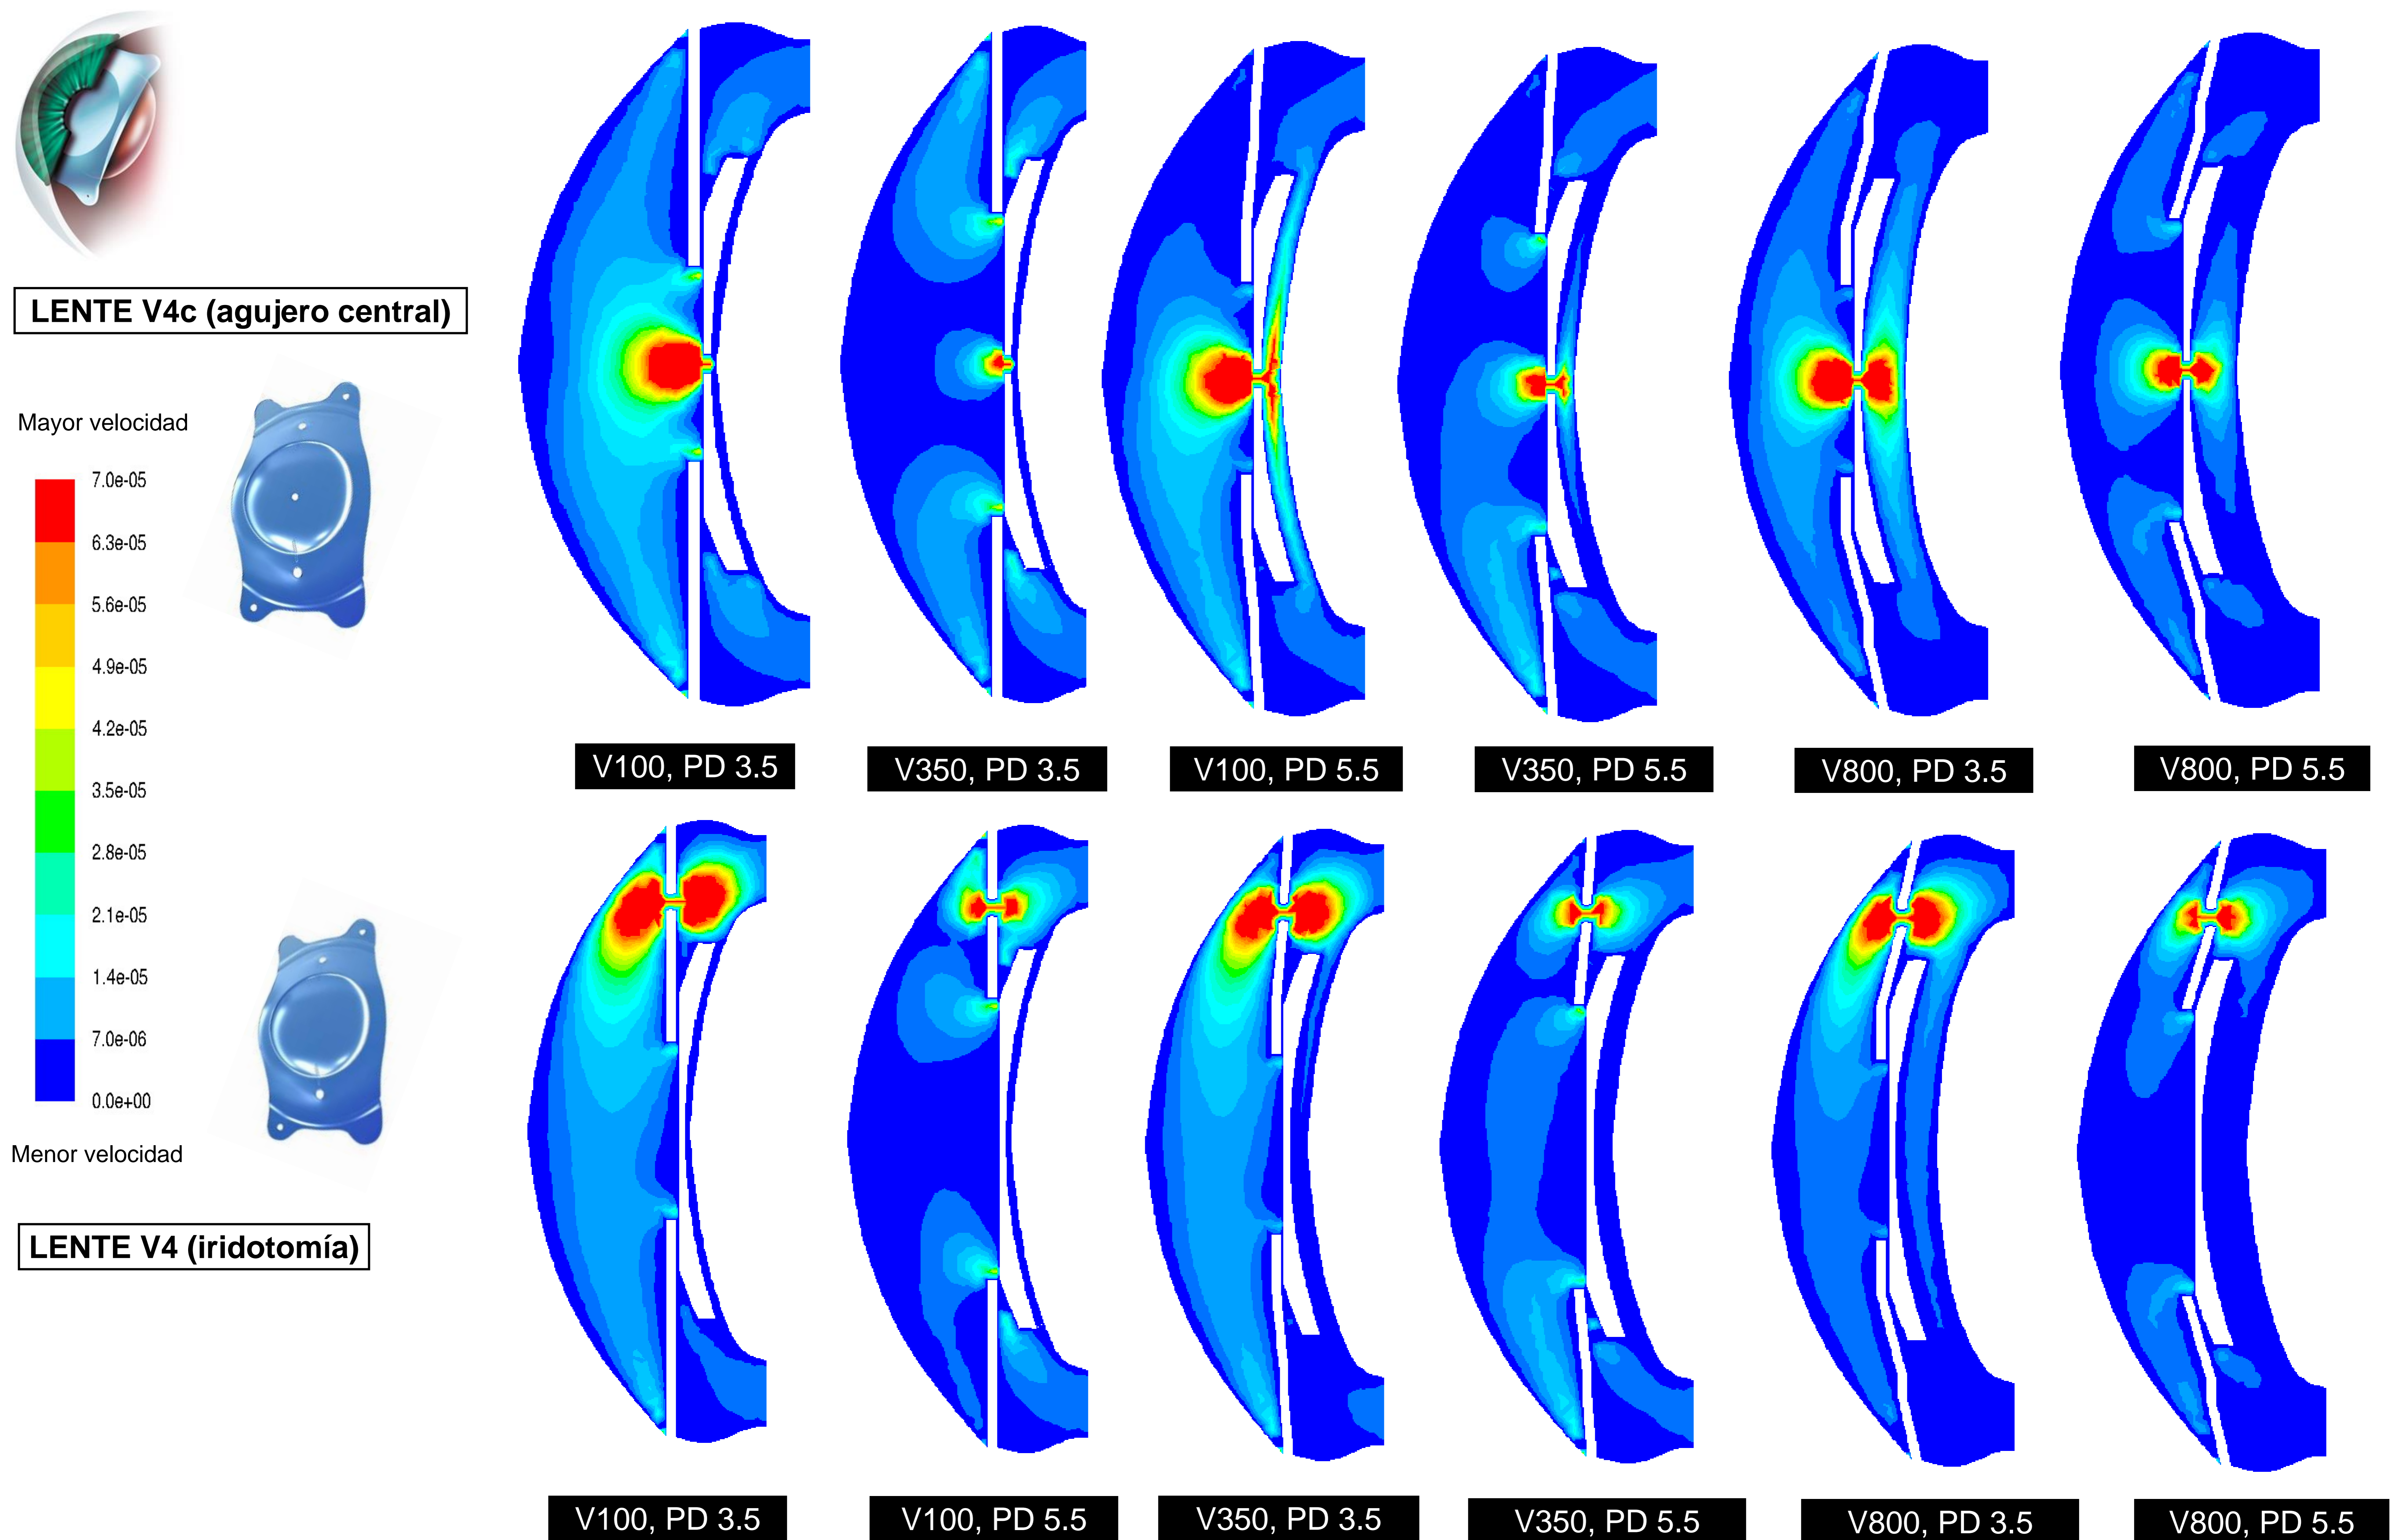 LENTE V4c (agujero central)
Mayor velocidad
7.0e-05
6.3e-05
5.6e-05
4.9e-05
4.2e-05
3.5e-05
2.8e-05
2.1e-05
1.4e-05
7.0e-06
0.0e+00
Menor velocidad
V100, PD 3.5
V350, PD 3.5
V100, PD 5.5
V350, PD 5.5
V800, PD 3.5
V800, PD 5.5
LENTE V4 (iridotomía)
V100, PD 3.5
V100, PD 5.5
V350, PD 3.5
V350, PD 5.5
V800, PD 3.5
V800, PD 5.5